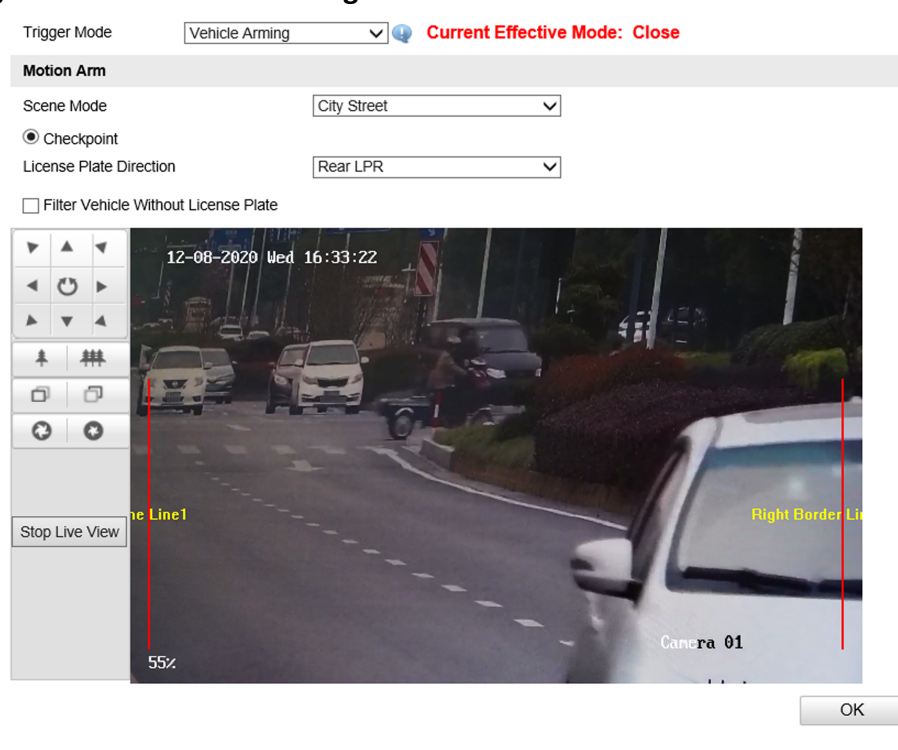 Trigger Mode Vehicle Arming Current Effective Mode: Close
Motion Arm
Scene Mode City Street
Checkpoint
License Plate Direction Rear LPR
Filter Vehicle Without License Plate
12-08-2020 Wed 16:33:22
Stop Live View
ne Line1 Right Border Li
Camera 01
55%
OK